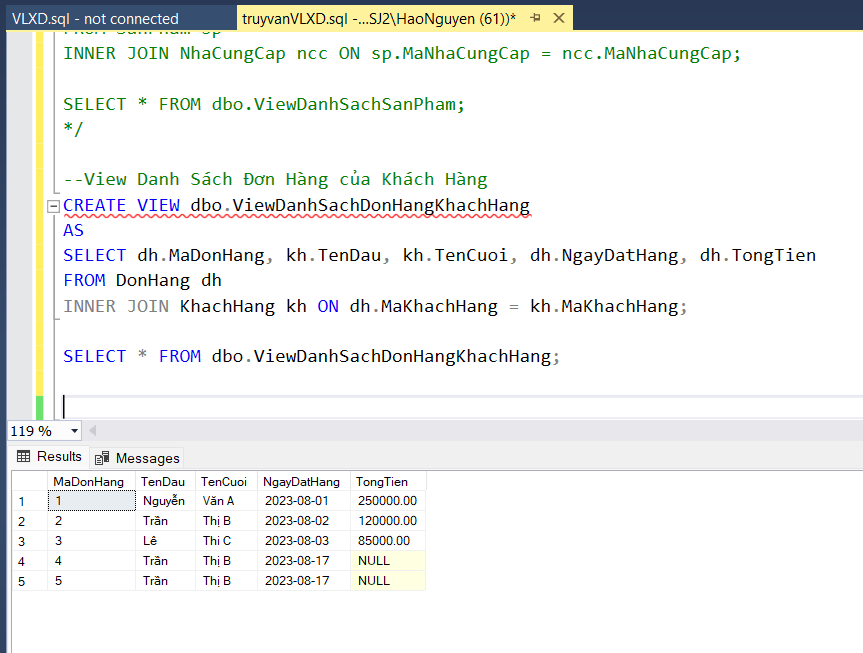 VLXD.sql - not connected
truyvanVLXD.sql -...SJ2\HaoNguyen (61))*
FROM SanPham sp
INNER JOIN NhaCungCap ncc ON sp.MaNhaCungCap = ncc.MaNhaCungCap;
SELECT * FROM dbo.ViewDanhSachSanPham;
*/
--View Danh Sách Đơn Hàng của Khách Hàng
CREATE VIEW dbo.ViewDanhSachDonHangKhachHang
AS
SELECT dh.MaDonHang, kh.TenDau, kh.TenCuoi, dh.NgayDatHang, dh.TongTien
FROM DonHang dh
INNER JOIN KhachHang kh ON dh.MaKhachHang = kh.MaKhachHang;
SELECT * FROM dbo.ViewDanhSachDonHangKhachHang;
119 %
Results Messages
MaDonHang TenDau TenCuoi NgayDatHang TongTien
1 1 Nguyễn Văn A 2023-08-01 250000.00
2 2 Trần Thị B 2023-08-02 120000.00
3 3 Lê Thi C 2023-08-03 85000.00
4 4 Trần Thị B 2023-08-17 NULL
5 5 Trần Thị B 2023-08-17 NULL